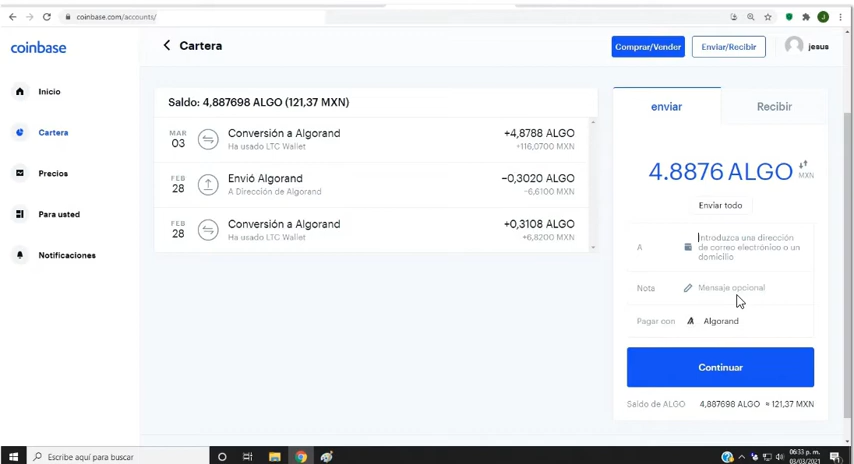 coinbase.com/accounts/
J
coinbase
Cartera
Comprar/Vender
Enviar/Recibir
jesus
Inicio
Cartera
Precios
Para usted
Notificaciones
Saldo: 4,887698 ALGO (121,37 MXN)
MAR
03
Conversión a Algorand
Ha usado LTC Wallet
+4,8788 ALGO
+116,0700 MXN
FEB
28
Envió Algorand
A Dirección de Algorand
−0,3020 ALGO
-6,6100 MXN
FEB
28
Conversión a Algorand
Ha usado LTC Wallet
+0,3108 ALGO
+6,8200 MXN
enviar
Recibir
4.8876 ALGO
MXN
Enviar todo
A
Introduzca una dirección
de correo electrónico o un
domicilio
Nota
Mensaje opcional
Pagar con
Algorand
Continuar
Saldo de ALGO
4,887698 ALGO ≈ 121,37 MXN
Escribe aquí para buscar
06:33 p. m.
03/03/2021